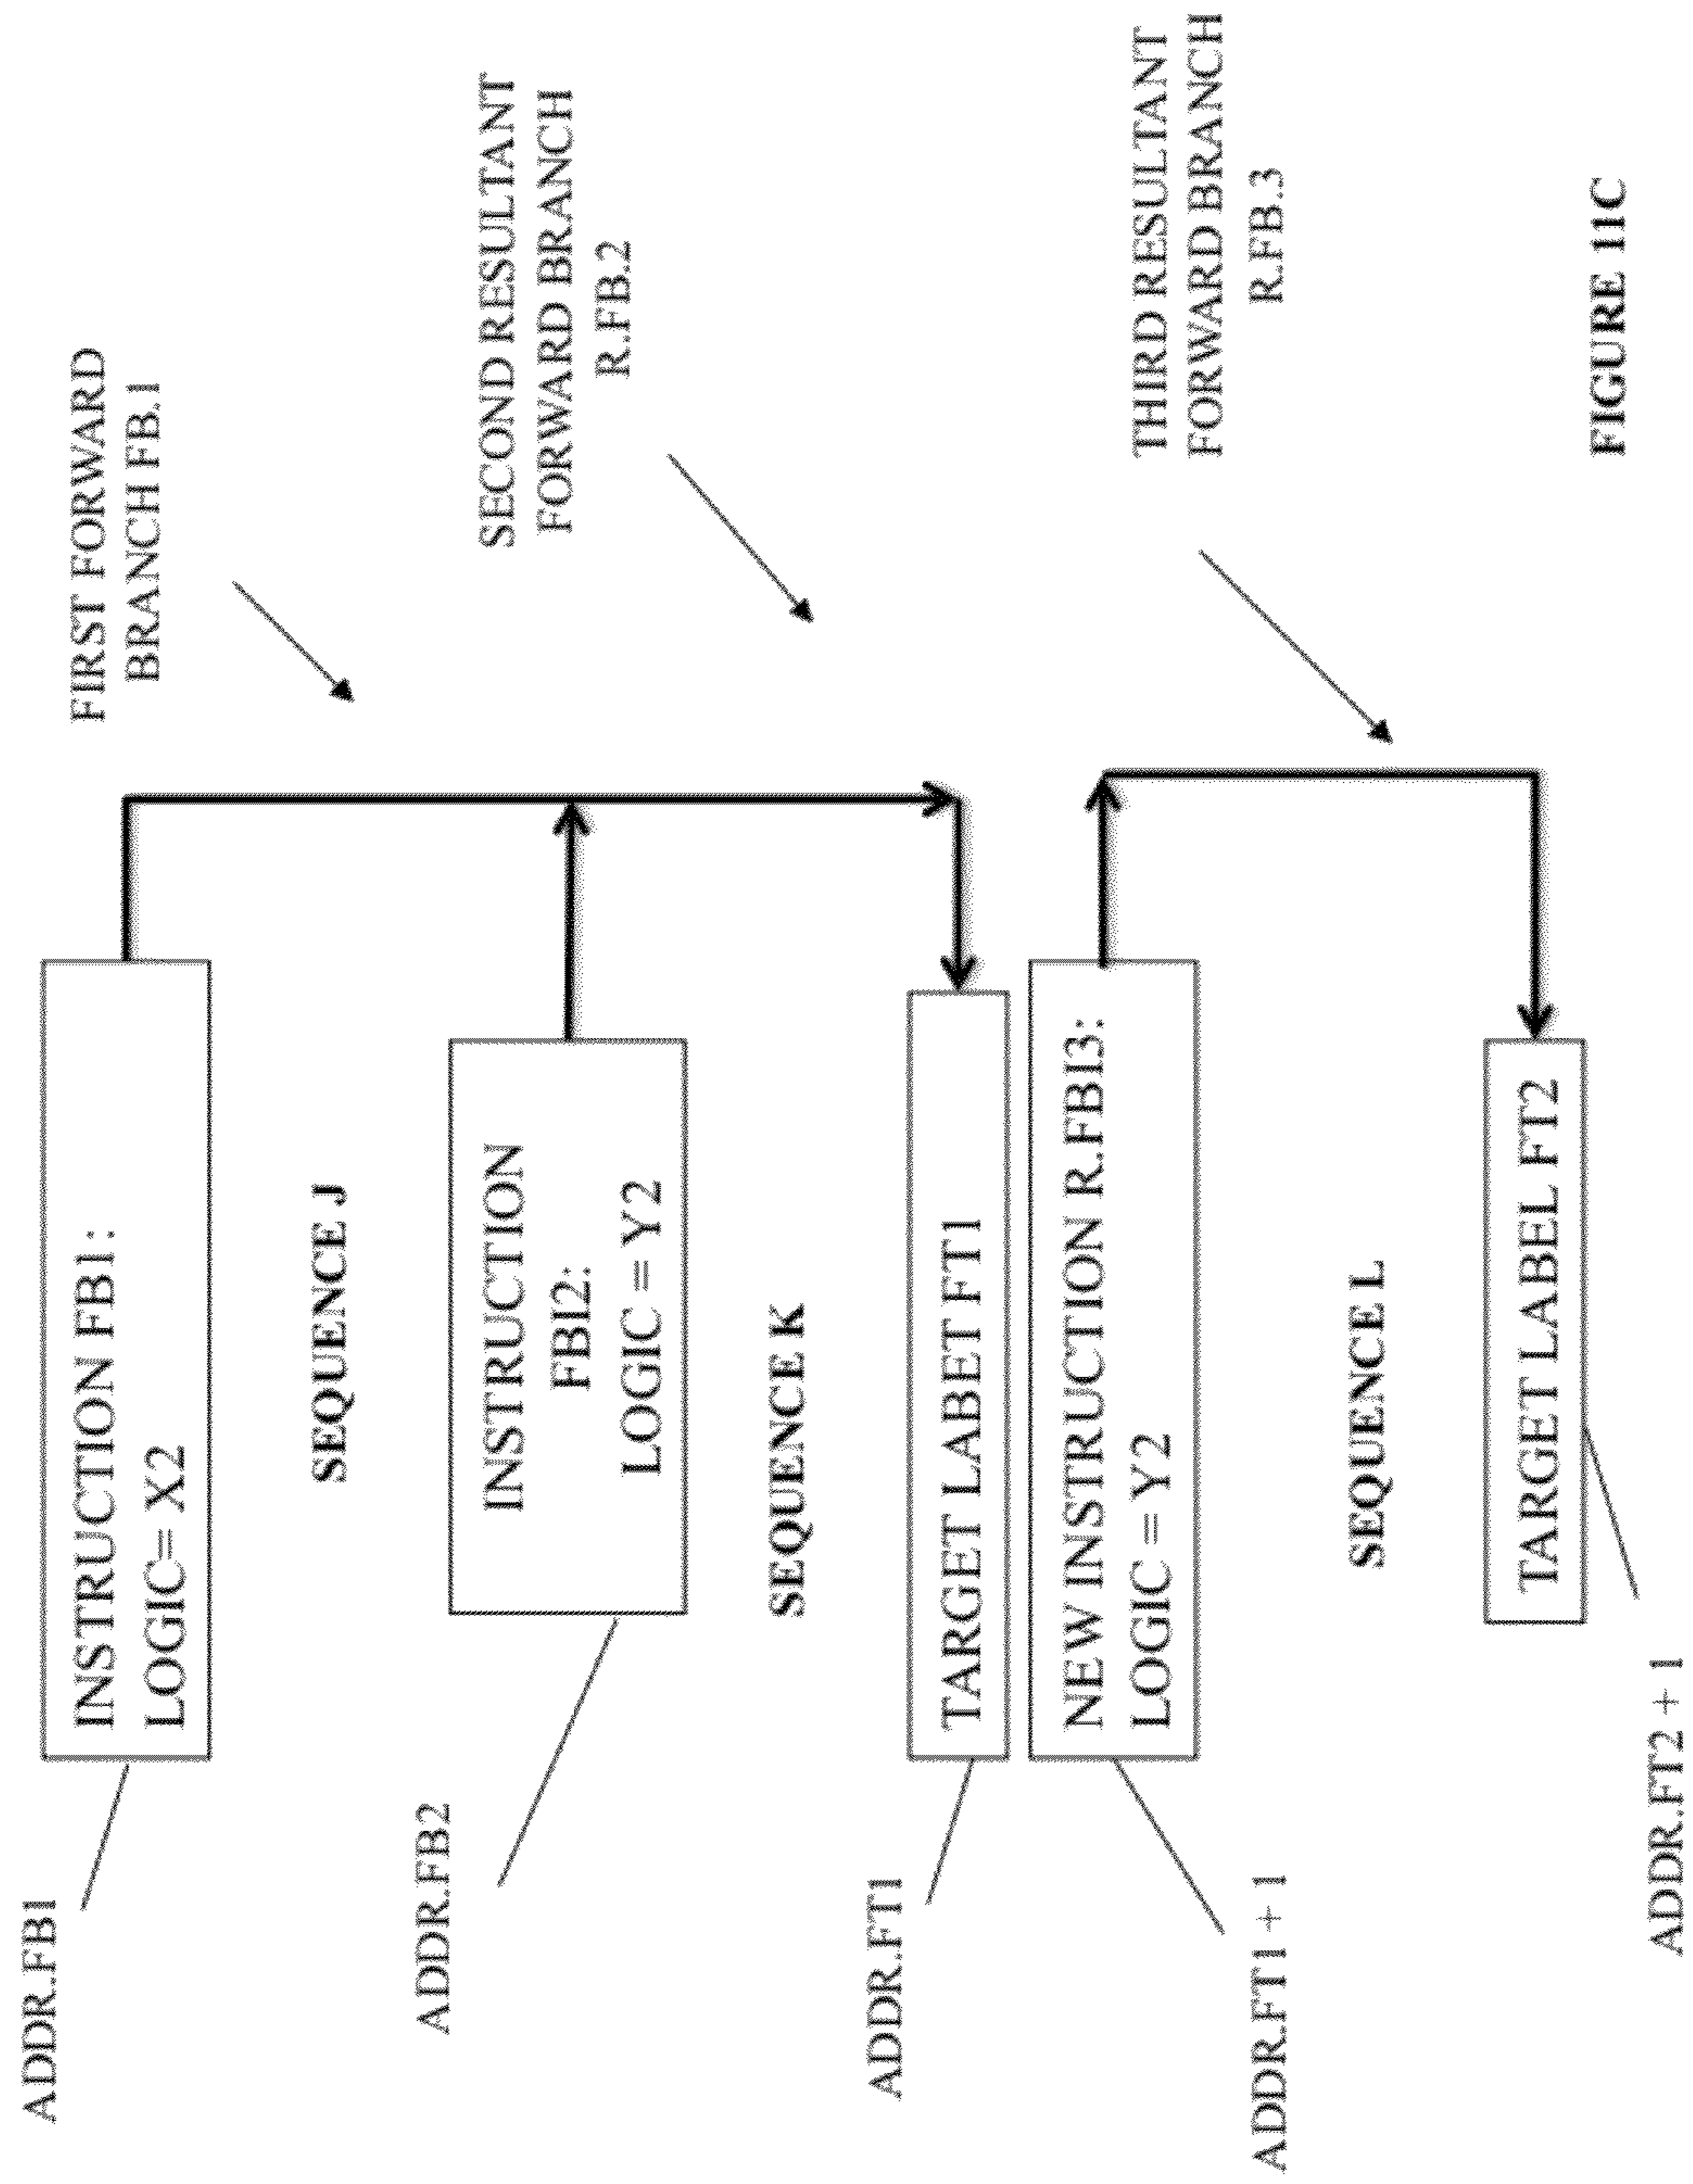 ADDR.FB1
INSTRUCTION FB1:
LOGIC= X2
FIRST FORWARD
BRANCH FB.1
SEQUENCE J
ADDR.FB2
INSTRUCTION
FBI2:
LOGIC = Y2
SECOND RESULTANT
FORWARD BRANCH
R.FB.2
SEQUENCE K
ADDR.FT1
TARGET LABET FT1
NEW INSTRUCTION R.FBI3:
LOGIC = Y2
ADDR.FT1 + 1
THIRD RESULTANT
FORWARD BRANCH
R.FB.3
SEQUENCE L
TARGET LABEL FT2
ADDR.FT2 + 1
FIGURE 11C